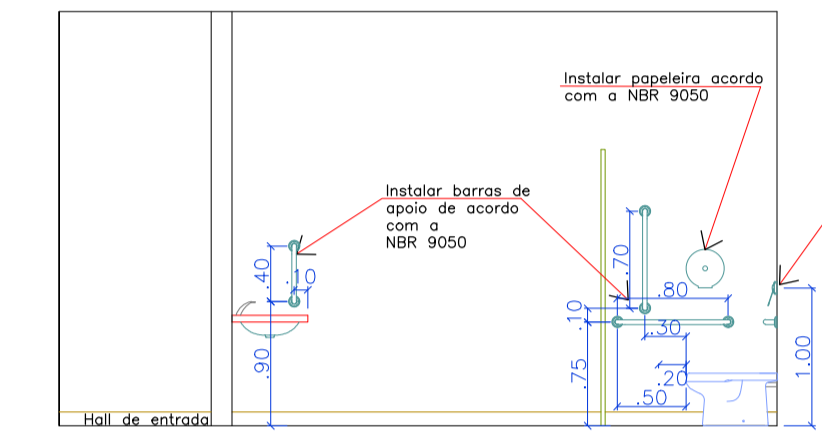 Instalar papeleira acordo
com a NBR 9050
Instalar barras de
apoio de acordo
com a
NBR 9050
.40
.10
.90
.70
.80
.10
.30
.75
.20
.50
1.00
Hall de entrada